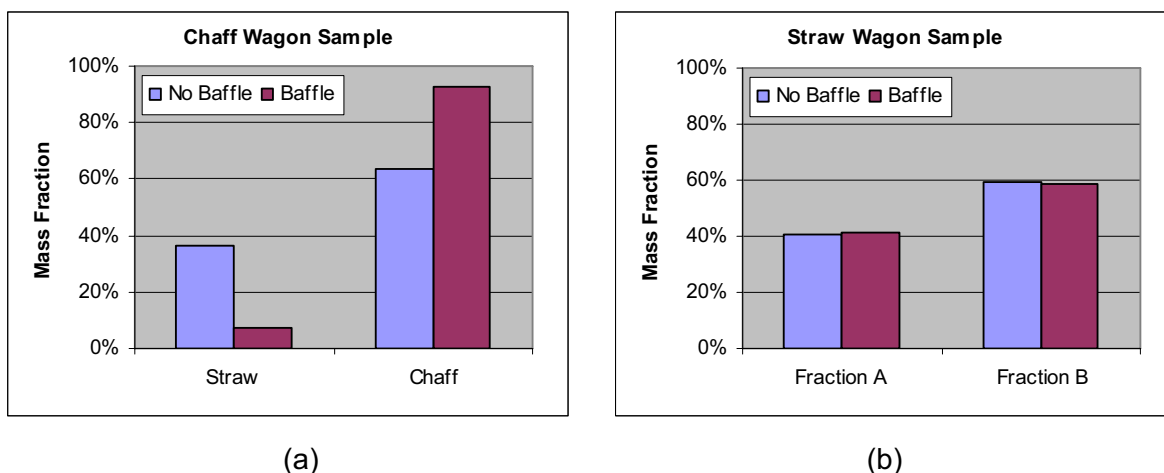 Chaff Wagon Sample
100%
80%
60%
40%
20%
0%
Mass Fraction
No Baffle
Baffle
Straw
Chaff
(a)
Straw Wagon Sample
100%
80%
60%
40%
20%
0%
Mass Fraction
No Baffle
Baffle
Fraction A
Fraction B
(b)